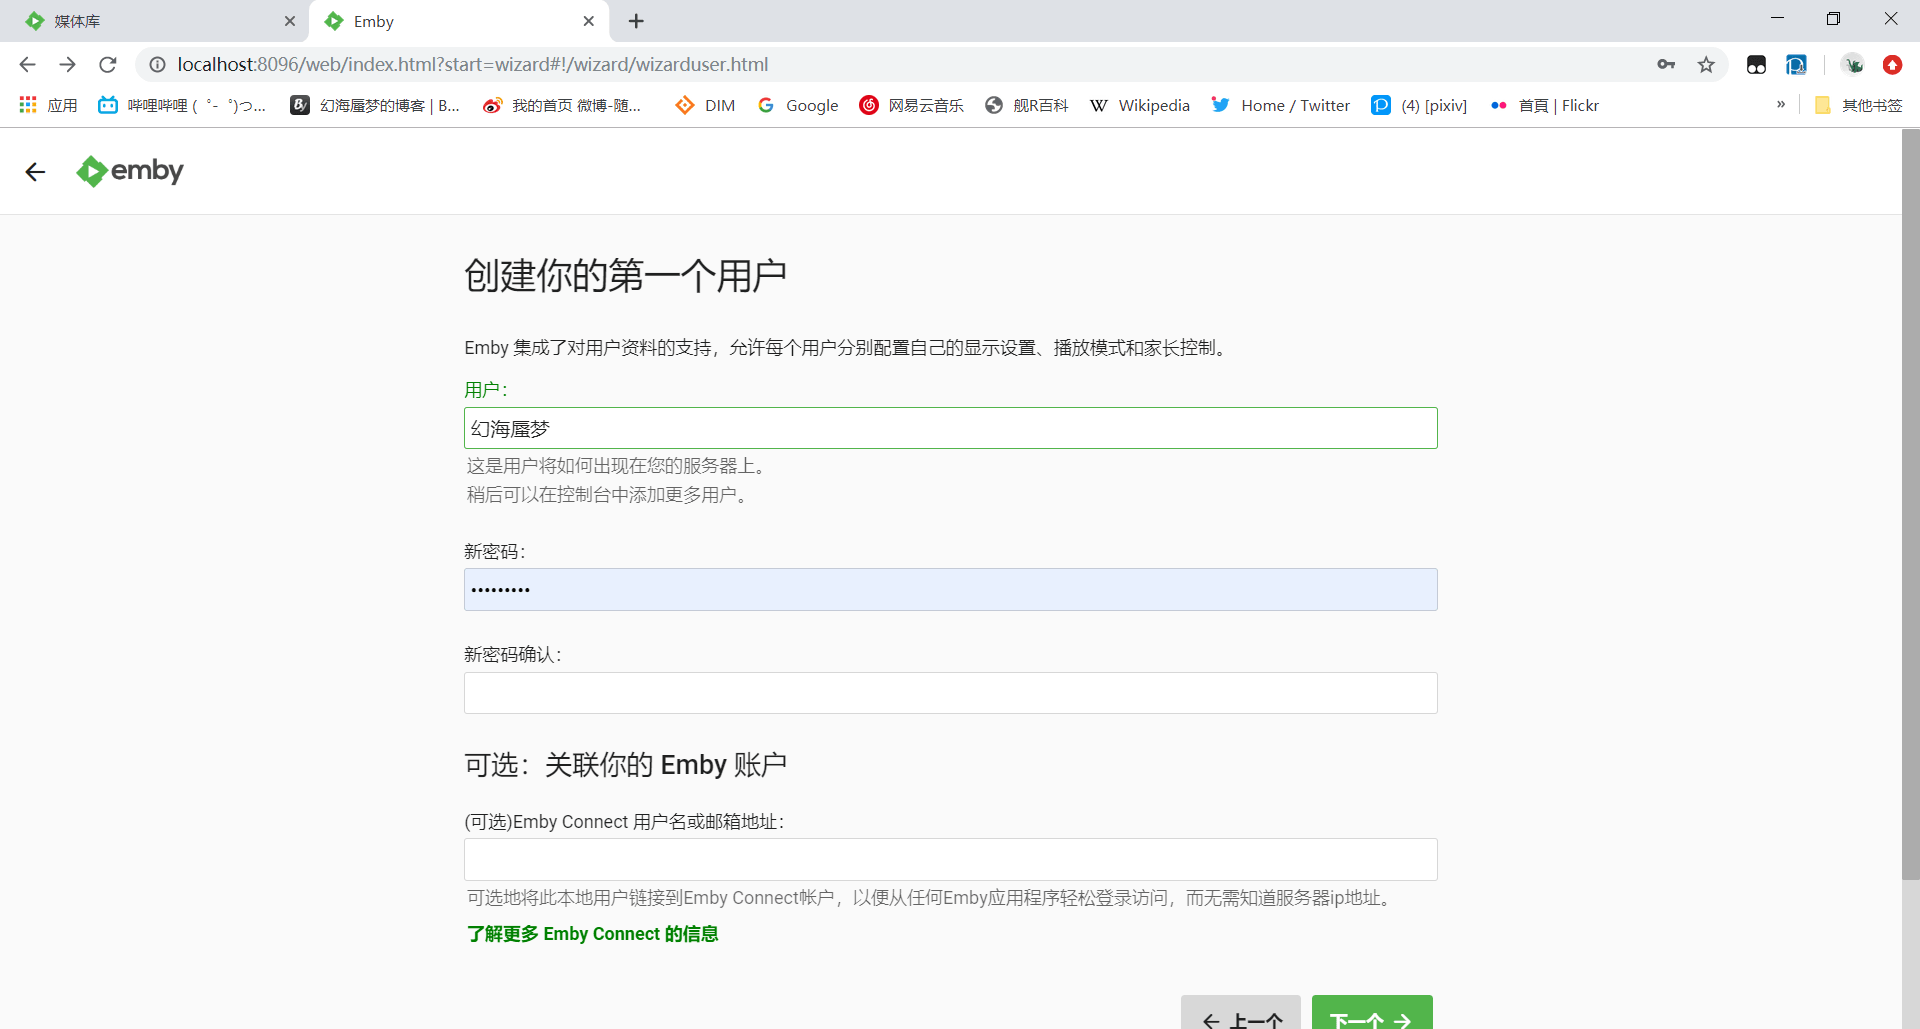 媒体库
Emby
localhost:8096/web/index.html?start=wizard#!/wizard/wizarduser.html
应用
哔哩哔哩 ( ゜- ゜)つ...
幻海蜃梦的博客 | B...
我的首页 微博-随...
DIM
Google
网易云音乐
舰R百科
Wikipedia
Home / Twitter
(4) [pixiv]
首頁 | Flickr
»
其他书签
emby
创建你的第一个用户
Emby 集成了对用户资料的支持，允许每个用户分别配置自己的显示设置、播放模式和家长控制。
用户：
幻海蜃梦
这是用户将如何出现在您的服务器上。
稍后可以在控制台中添加更多用户。
新密码：
•••••••••
新密码确认：
可选：关联你的 Emby 账户
(可选)Emby Connect 用户名或邮箱地址：
可选地将此本地用户链接到Emby Connect帐户，以便从任何Emby应用程序轻松登录访问，而无需知道服务器ip地址。
了解更多 Emby Connect 的信息
上一个
下一个